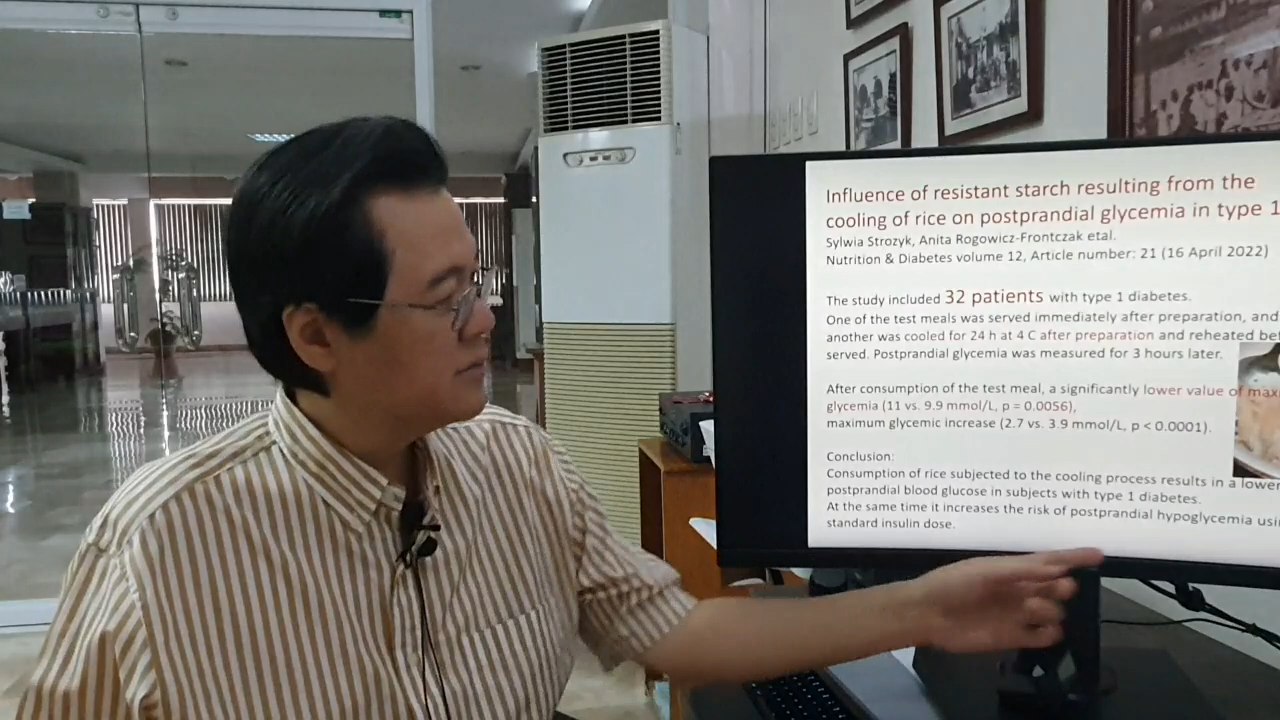 Influence of resistant starch resulting from the
cooling of rice on postprandial glycemia in type 1
Sylwia Strozyk, Anita Rogowicz-Frontczak etal.
Nutrition & Diabetes volume 12, Article number: 21 (16 April 2022)
The study included 32 patients with type 1 diabetes.
One of the test meals was served immediately after preparation, and
another was cooled for 24 h at 4 C after preparation and reheated be
served. Postprandial glycemia was measured for 3 hours later.
After consumption of the test meal, a significantly lower value of maxi
glycemia (11 vs. 9.9 mmol/L, p = 0.0056),
maximum glycemic increase (2.7 vs. 3.9 mmol/L, p < 0.0001).
Conclusion:
Consumption of rice subjected to the cooling process results in a lower
postprandial blood glucose in subjects with type 1 diabetes.
At the same time it increases the risk of postprandial hypoglycemia usi
standard insulin dose.